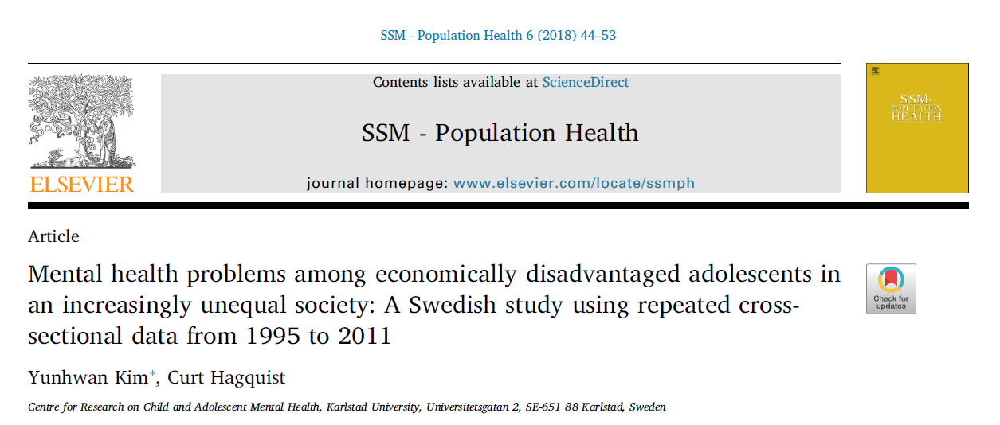 SSM - Population Health 6 (2018) 44–53
Contents lists available at ScienceDirect
SSM - Population Health
journal homepage: www.elsevier.com/locate/ssmph
NON SOLUS
ELSEVIER
SSM-
POPULATION
HEALTH
Article
Mental health problems among economically disadvantaged adolescents in
an increasingly unequal society: A Swedish study using repeated cross-
sectional data from 1995 to 2011
Check for
updates
Yunhwan Kim*, Curt Hagquist
Centre for Research on Child and Adolescent Mental Health, Karlstad University, Universitetsgatan 2, SE-651 88 Karlstad, Sweden